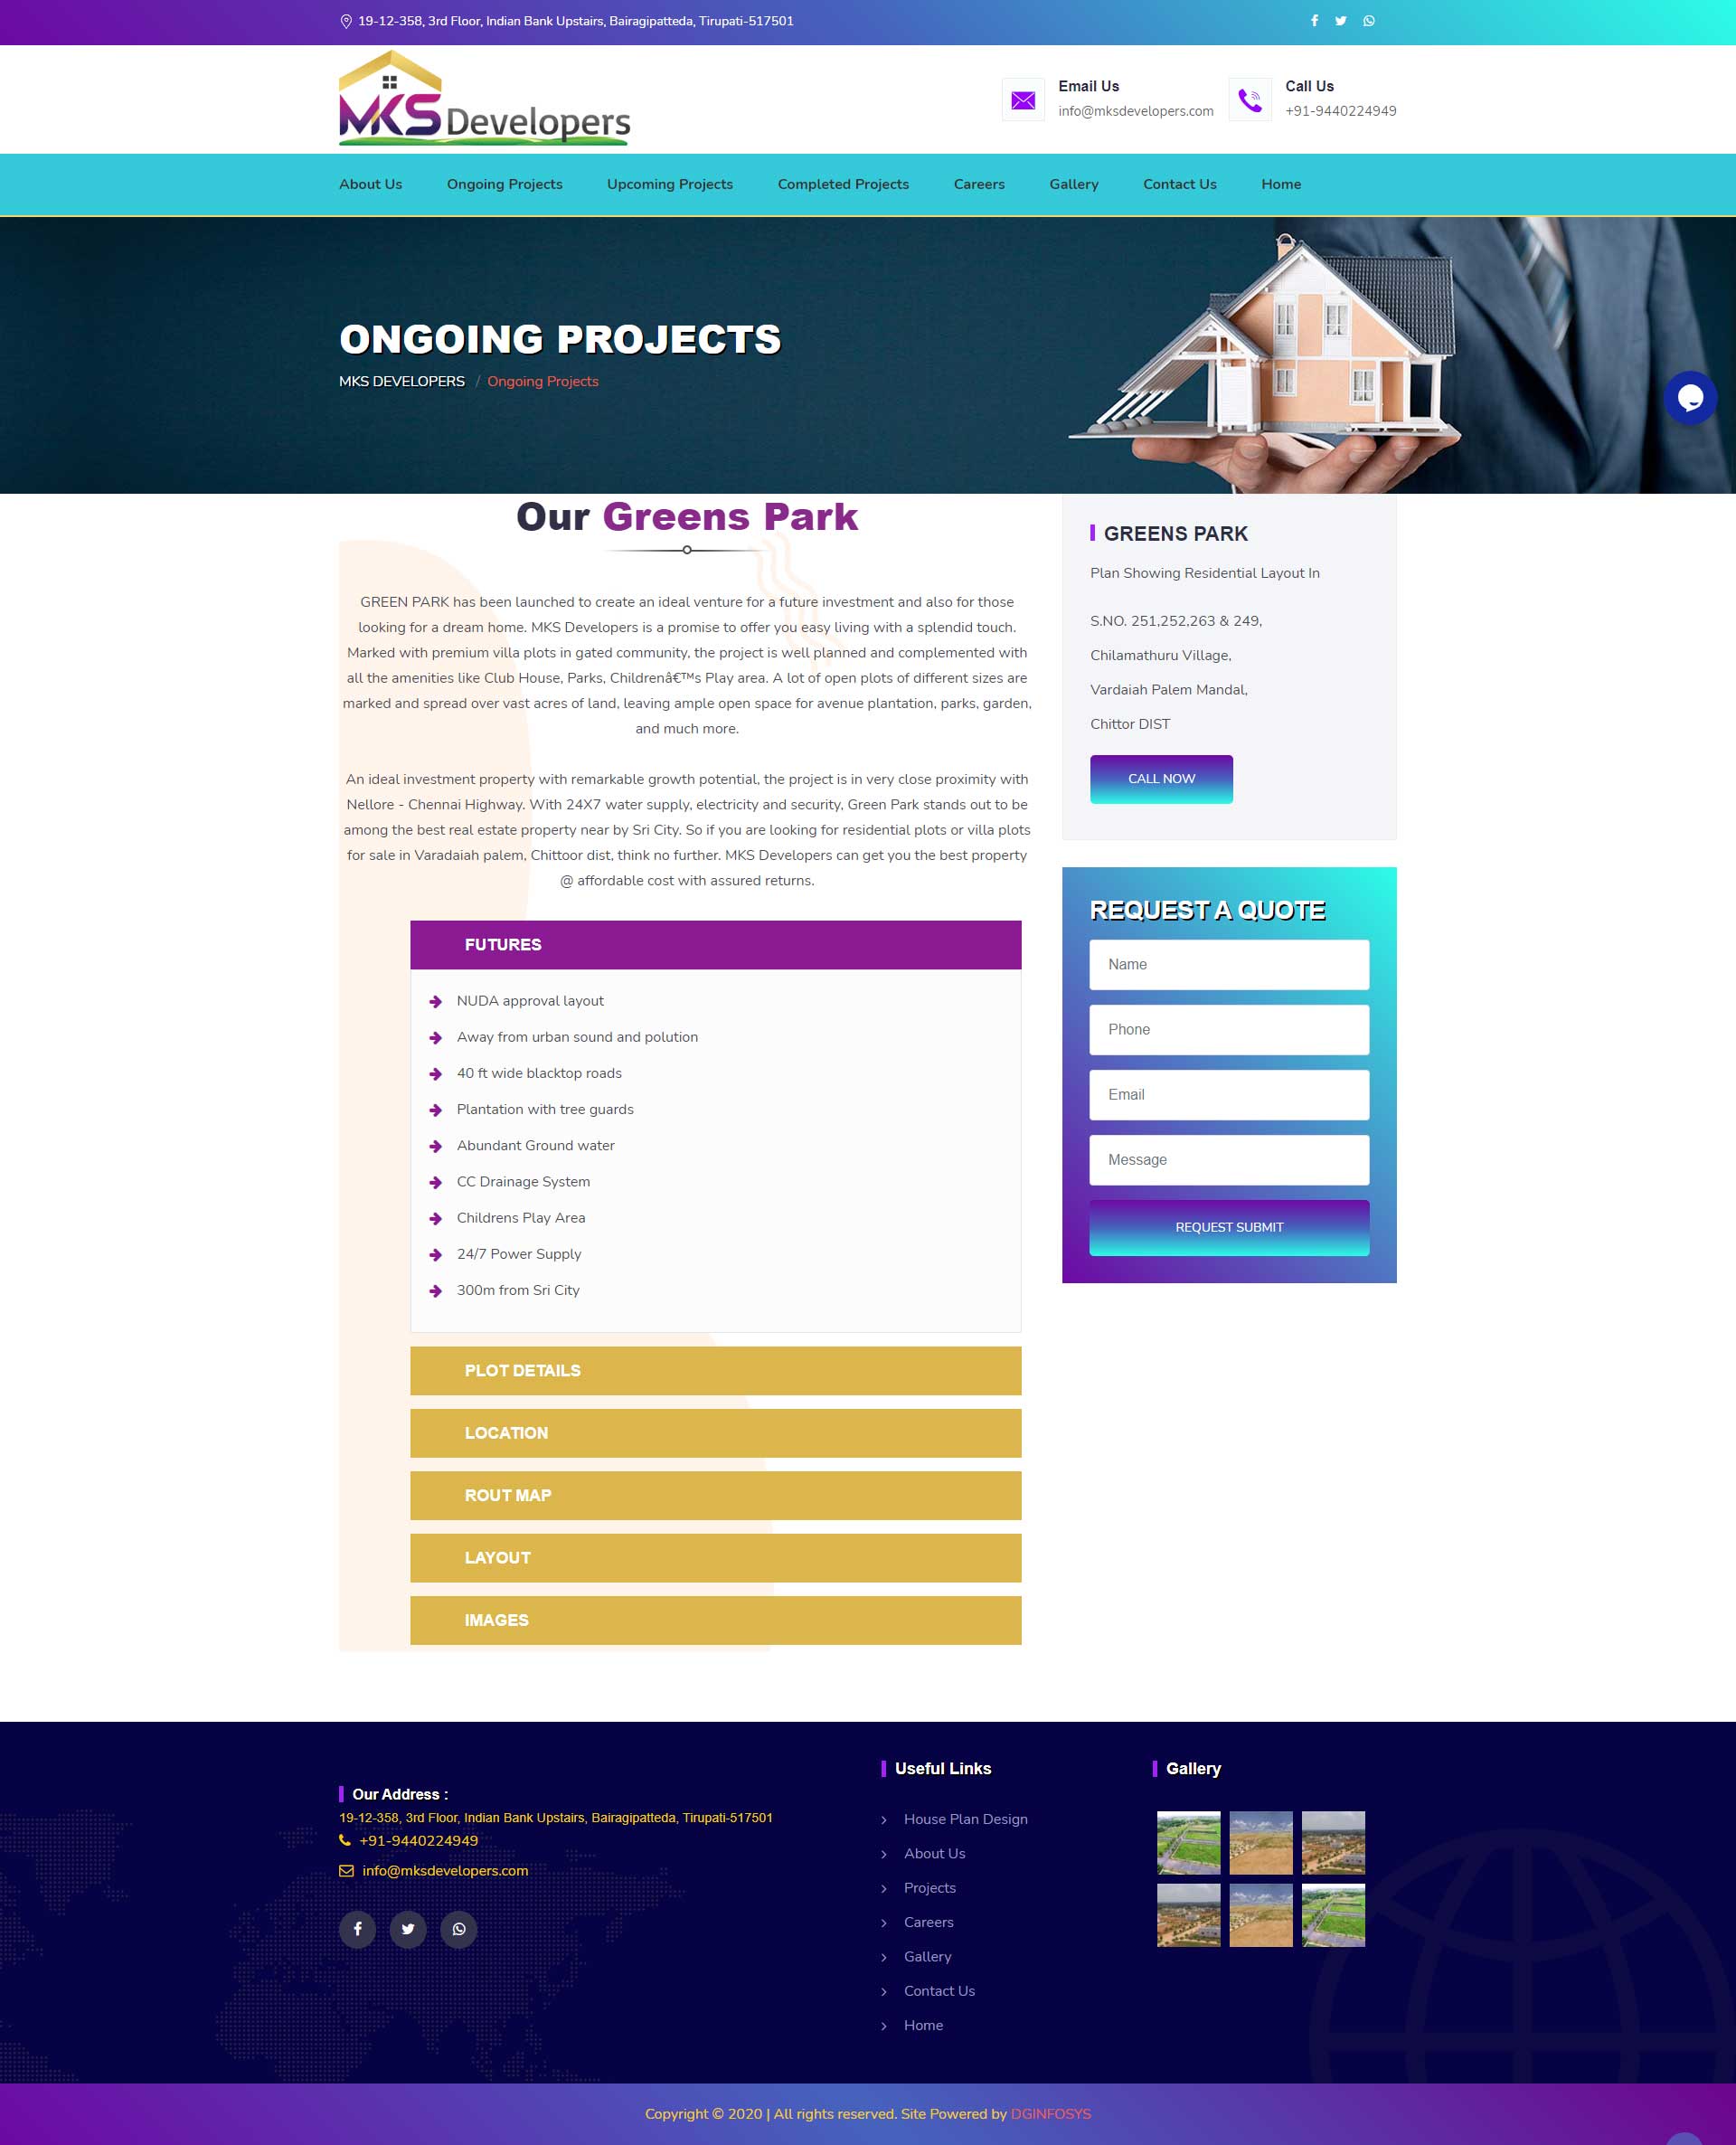 19-12-358, 3rd Floor, Indian Bank Upstairs, Bairagipatteda, Tirupati-517501
MKS Developers
Email Us
info@mksdevelopers.com
Call Us
+91-9440224949
About Us
Ongoing Projects
Upcoming Projects
Completed Projects
Careers
Gallery
Contact Us
Home
ONGOING PROJECTS
MKS DEVELOPERS / Ongoing Projects
Our Greens Park
GREEN PARK has been launched to create an ideal venture for a future investment and also for those
looking for a dream home. MKS Developers is a promise to offer you easy living with a splendid touch.
Marked with premium villa plots in gated community, the project is well planned and complemented with
all the amenities like Club House, Parks, Childrenâ€™s Play area. A lot of open plots of different sizes are
marked and spread over vast acres of land, leaving ample open space for avenue plantation, parks, garden,
and much more.
An ideal investment property with remarkable growth potential, the project is in very close proximity with
Nellore - Chennai Highway. With 24X7 water supply, electricity and security, Green Park stands out to be
among the best real estate property near by Sri City. So if you are looking for residential plots or villa plots
for sale in Varadaiah palem, Chittoor dist, think no further. MKS Developers can get you the best property
@ affordable cost with assured returns.
FUTURES
NUDA approval layout
Away from urban sound and polution
40 ft wide blacktop roads
Plantation with tree guards
Abundant Ground water
CC Drainage System
Childrens Play Area
24/7 Power Supply
300m from Sri City
PLOT DETAILS
LOCATION
ROUT MAP
LAYOUT
IMAGES
GREENS PARK
Plan Showing Residential Layout In
S.NO. 251,252,263 & 249,
Chilamathuru Village,
Vardaiah Palem Mandal,
Chittor DIST
CALL NOW
REQUEST A QUOTE
Name
Phone
Email
Message
REQUEST SUBMIT
Our Address :
19-12-358, 3rd Floor, Indian Bank Upstairs, Bairagipatteda, Tirupati-517501
+91-9440224949
info@mksdevelopers.com
Useful Links
House Plan Design
About Us
Projects
Careers
Gallery
Contact Us
Home
Gallery
Copyright © 2020 | All rights reserved. Site Powered by DGINFOSYS